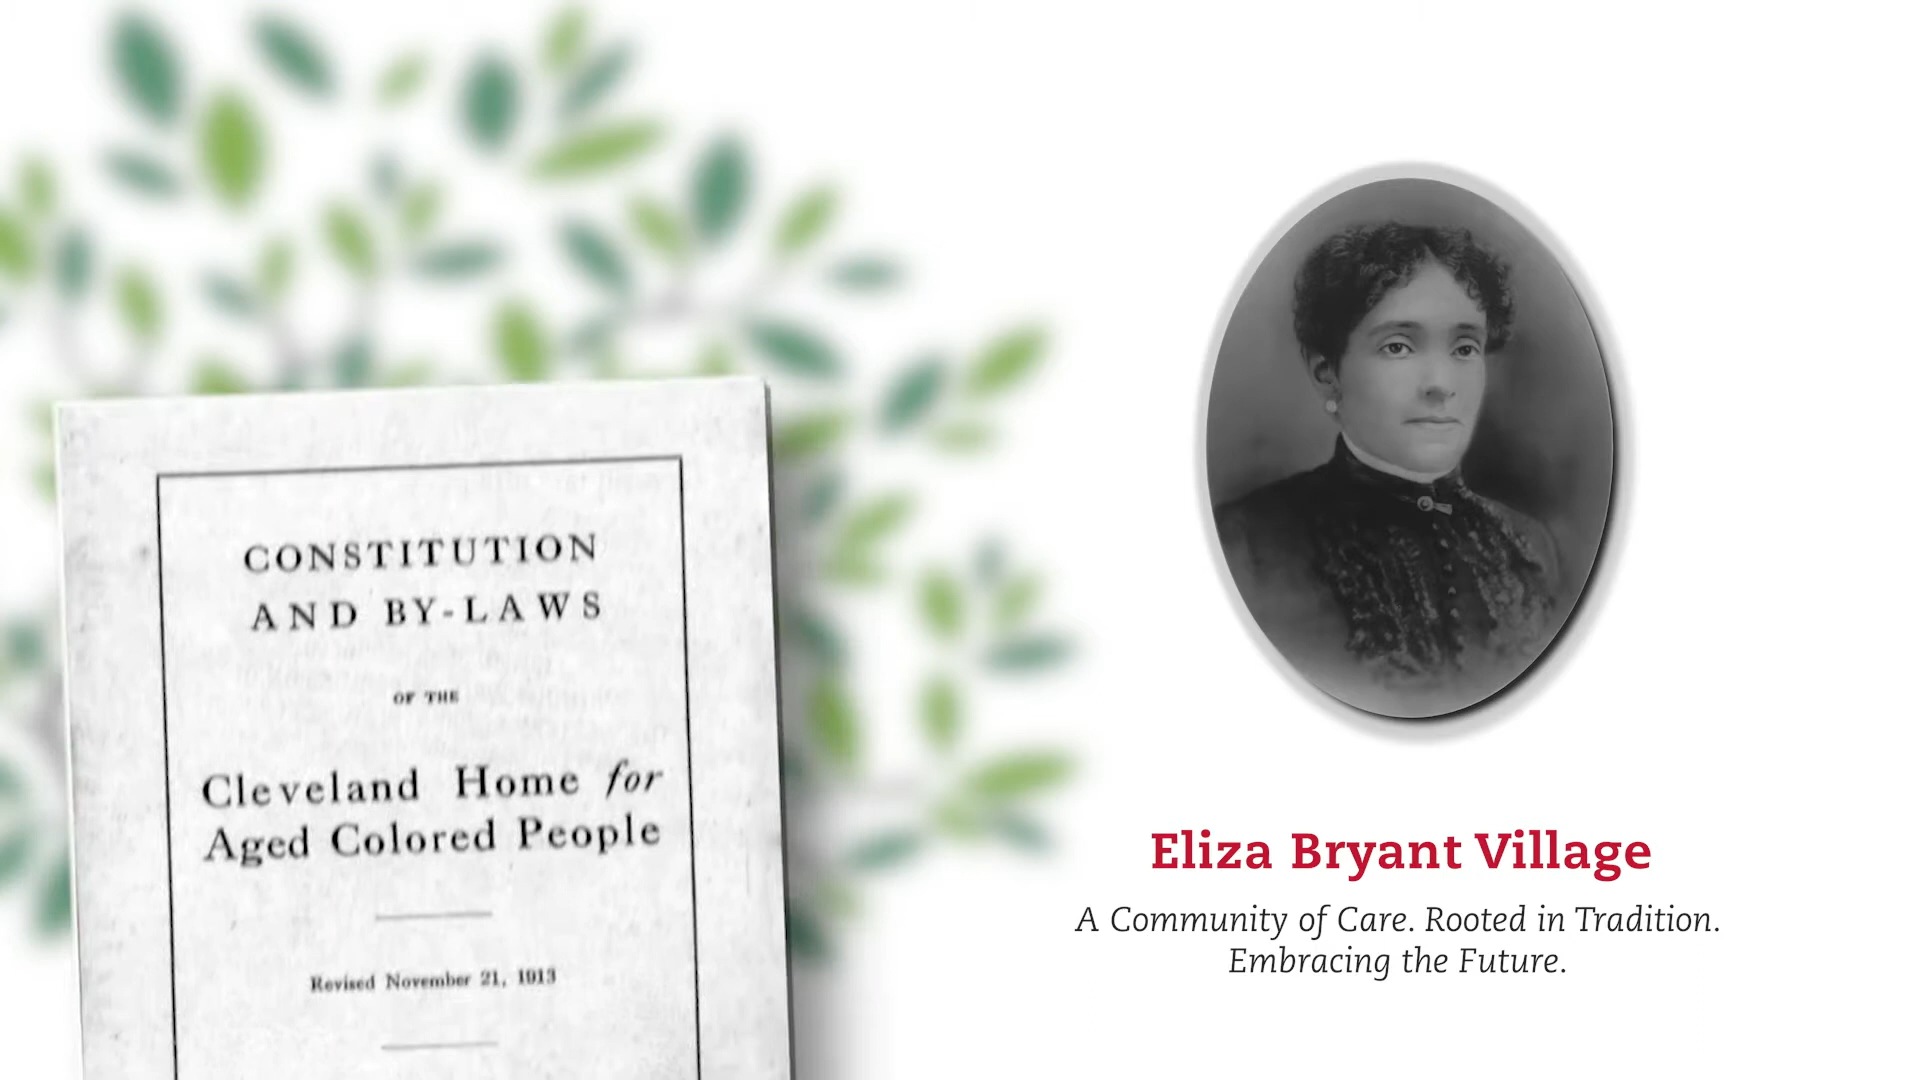 CONSTITUTION
AND BY-LAWS
OF THE
Cleveland Home for
Aged Colored People
Revised November 21, 1913
Eliza Bryant Village
A Community of Care. Rooted in Tradition.
Embracing the Future.